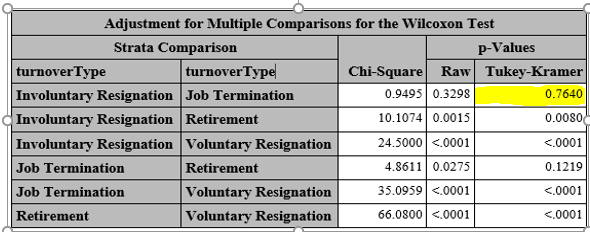 Adjustment for Multiple Comparisons for the Wilcoxon Test
Strata Comparison p-Values
turnoverType turnoverType Chi-Square Raw Tukey-Kramer
Involuntary Resignation Job Termination 0.9495 0.3298 0.7640
Involuntary Resignation Retirement 10.1074 0.0015 0.0080
Involuntary Resignation Voluntary Resignation 24.5000 <.0001 <.0001
Job Termination Retirement 4.8611 0.0275 0.1219
Job Termination Voluntary Resignation 35.0959 <.0001 <.0001
Retirement Voluntary Resignation 66.0800 <.0001 <.0001